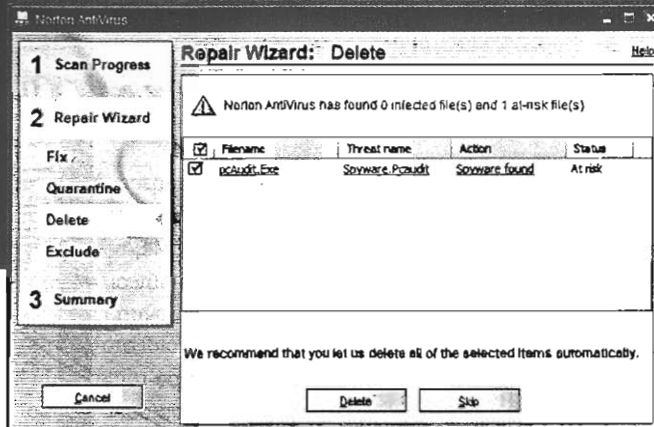 Norton AntiVirus
1 Scan Progress
2 Repair Wizard
Fix
Quarantine
Delete
Exclude
3 Summary
Cancel
Repair Wizard: Delete
Help
Norton AntiVirus has found 0 infected file(s) and 1 at-risk file(s)
Filename Threat name Action Status
pcAudit.Exe Spyware.Pcaudit Spyware found At risk
We recommend that you let us delete all of the selected items automatically.
Delete Skip